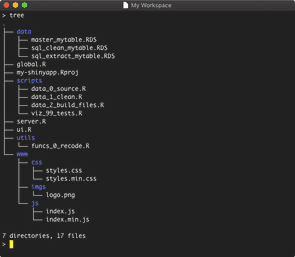 My Workspace
> tree
.
├── data
│   ├── master_mytable.RDS
│   ├── sql_clean_mytable.RDS
│   └── sql_extract_mytable.RDS
├── global.R
├── my-shinyapp.Rproj
├── scripts
│   ├── data_0_source.R
│   ├── data_1_clean.R
│   ├── data_2_build_files.R
│   └── viz_99_tests.R
├── server.R
├── ui.R
├── utils
│   └── funcs_0_recode.R
└── www
    ├── css
    │   ├── styles.css
    │   └── styles.min.css
    ├── imgs
    │   └── logo.png
    └── js
        ├── index.js
        └── index.min.js
7 directories, 17 files
>